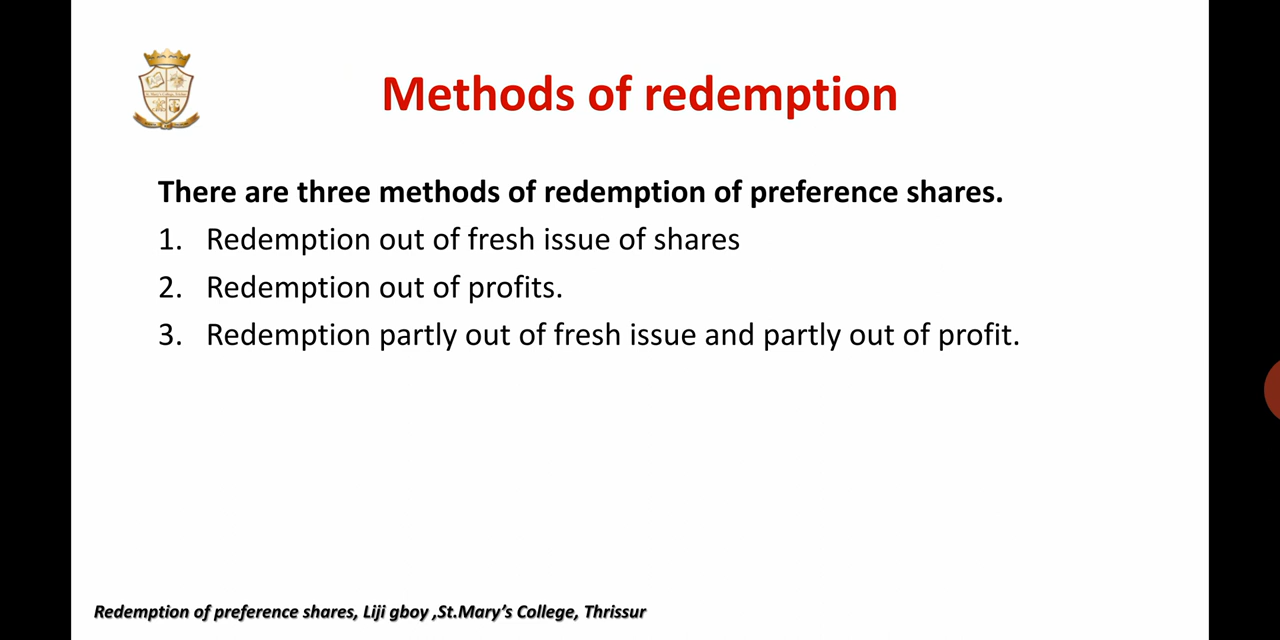 Methods of redemption
There are three methods of redemption of preference shares.
1. Redemption out of fresh issue of shares
2. Redemption out of profits.
3. Redemption partly out of fresh issue and partly out of profit.
Redemption of preference shares, Liji gboy ,St.Mary's College, Thrissur